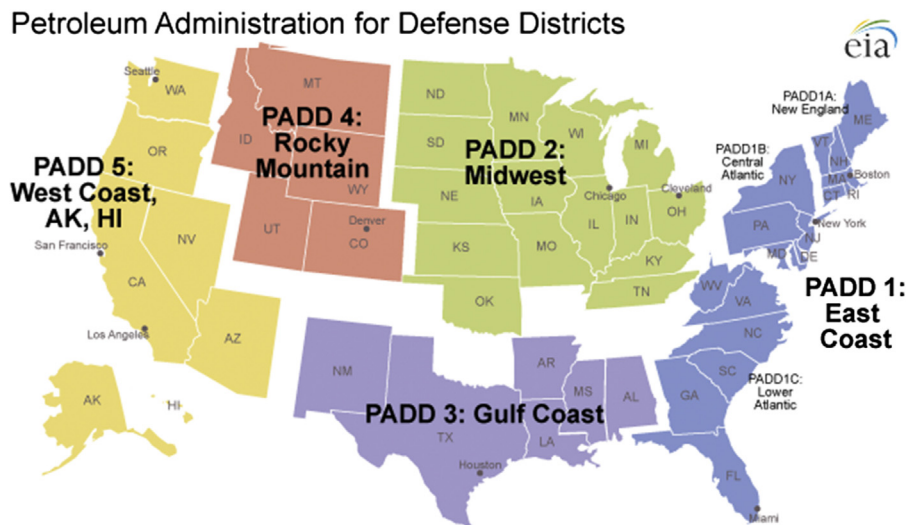 Petroleum Administration for Defense Districts
eia
Seattle
WA
OR
PADD 5:
West Coast,
AK, HI
San Francisco
NV
CA
Los Angeles
AZ
AK
HI
MT
PADD 4:
Rocky
Mountain
ID
WY
UT
Denver
CO
ND
MN
SD
WI
MI
PADD 2:
Midwest
NE
IA
Chicago
Cleveland
IL
IN
OH
KS
MO
KY
OK
TN
NM
AR
MS
AL
PADD 3: Gulf Coast
TX
LA
Houston
PADD1A:
New England
ME
VT
NH
PADD1B:
Central
Atlantic
NY
MA
Boston
CT
RI
PA
New York
NJ
MD
DE
WV
VA
PADD 1:
East
Coast
NC
SC
PADD1C:
Lower
Atlantic
GA
FL
Miami